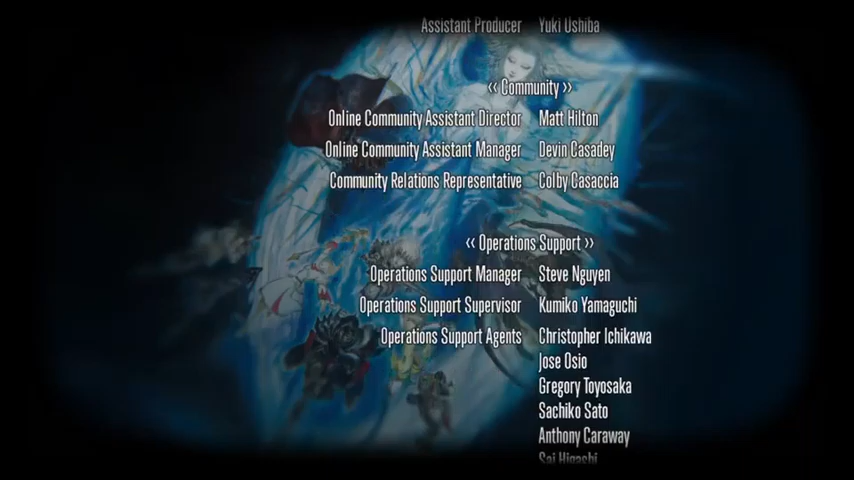 Assistant Producer Yuki Ushiba
‹‹ Community ››
Online Community Assistant Director Matt Hilton
Online Community Assistant Manager Devin Casadey
Community Relations Representative Colby Casaccia
‹‹ Operations Support ››
Operations Support Manager Steve Nguyen
Operations Support Supervisor Kumiko Yamaguchi
Operations Support Agents Christopher Ichikawa
Jose Osio
Gregory Toyosaka
Sachiko Sato
Anthony Caraway
Sai Higashi